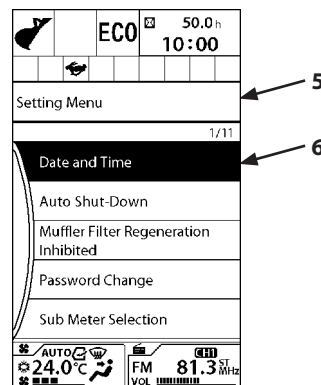 ECO
50.0 h
10:00
5
Setting Menu
1/11
6
Date and Time
Auto Shut-Down
Muffler Filter Regeneration
Inhibited
Password Change
Sub Meter Selection
AUTO
CH1
24.0°C
FM
81.3 ST MHz
VOL